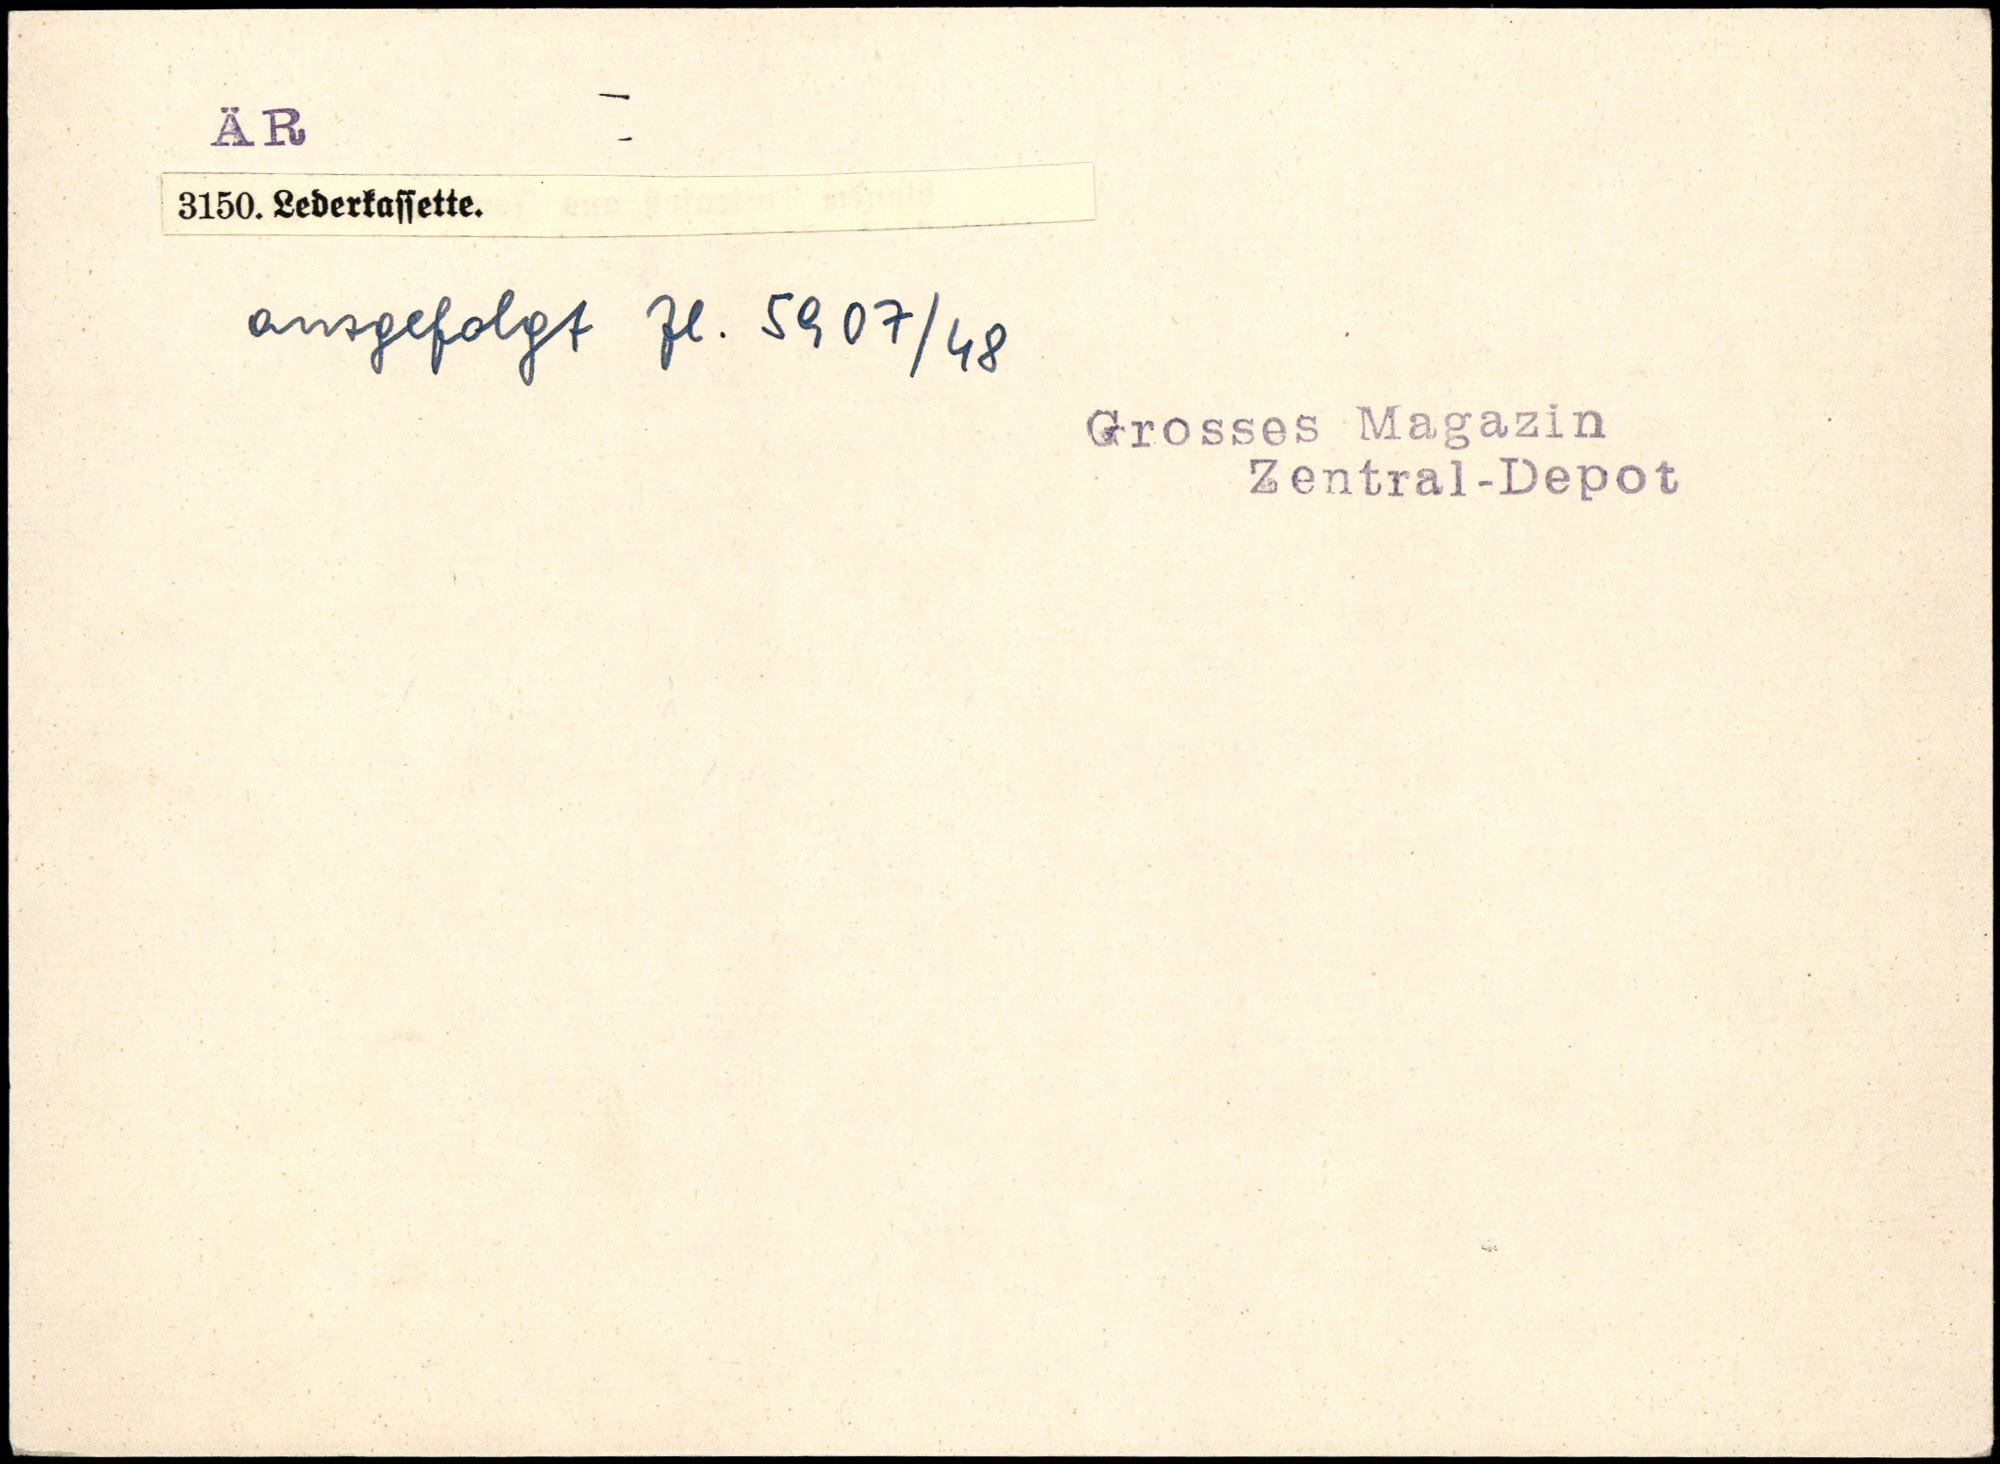 ÄR
3150. Lederkassette.
ausgefolgt Zl. 5907/48
Grosses Magazin
Zentral-Depot